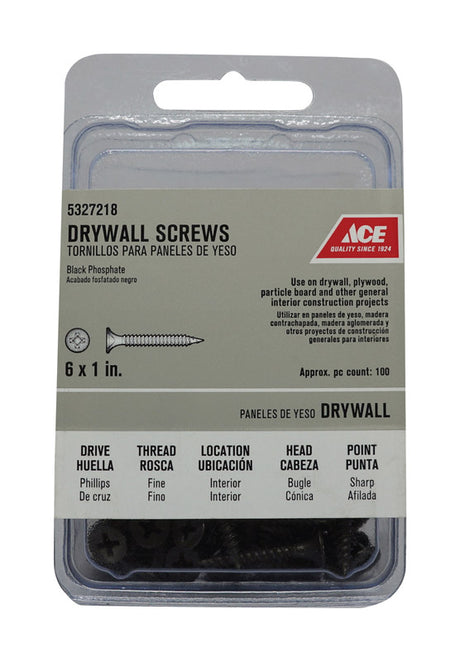 5327218
DRYWALL SCREWS
TORNILLOS PARA PANELES DE YESO
Black Phosphate
Acabado fosfatado negro
ACE
QUALITY SINCE 1924
Use on drywall, plywood,
particle board and other general
interior construction projects
Utilizar en paneles de yeso, madera
contrachapada, madera aglomerada y
otros proyectos de construcción
generales para interiores
6 x 1 in.
Approx. pc count: 100
PANELES DE YESO DRYWALL
DRIVE THREAD LOCATION HEAD POINT
HUELLA ROSCA UBICACIÓN CABEZA PUNTA
Phillips Fine Interior Bugle Sharp
De cruz Fino Interior Cónica Afilada